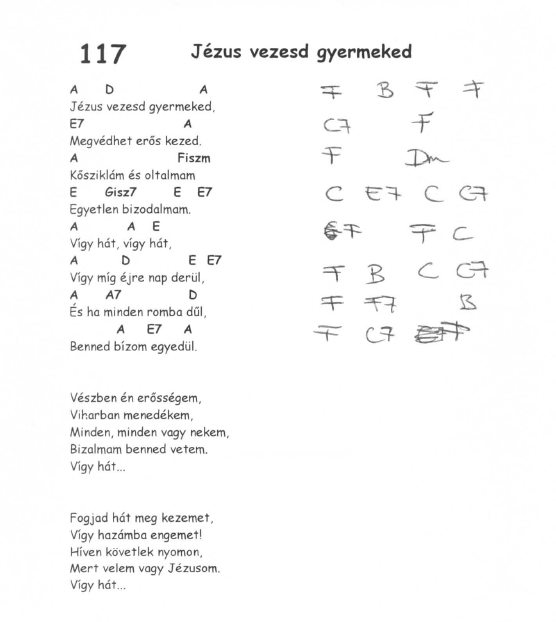 117 Jézus vezesd gyermeked
A D A F B F F
Jézus vezesd gyermeked,
E7 A C7 F
Megvédhet erős kezed.
A Fiszm F Dm
Kősziklám és oltalmam
E Gisz7 E E7 C E7 C C7
Egyetlen bizodalmam.
A A E F F C
Vígy hát, vígy hát,
A D E E7 F B C C7
Vígy míg éjre nap derül,
A A7 D F F7 B
És ha minden romba dűl,
A E7 A F C7 F
Benned bízom egyedül.
Vészben én erősségem,
Viharban menedékem,
Minden, minden vagy nekem,
Bizalmam benned vetem.
Vígy hát...
Fogjad hát meg kezemet,
Vígy hazámba engemet!
Híven követlek nyomon,
Mert velem vagy Jézusom.
Vígy hát...